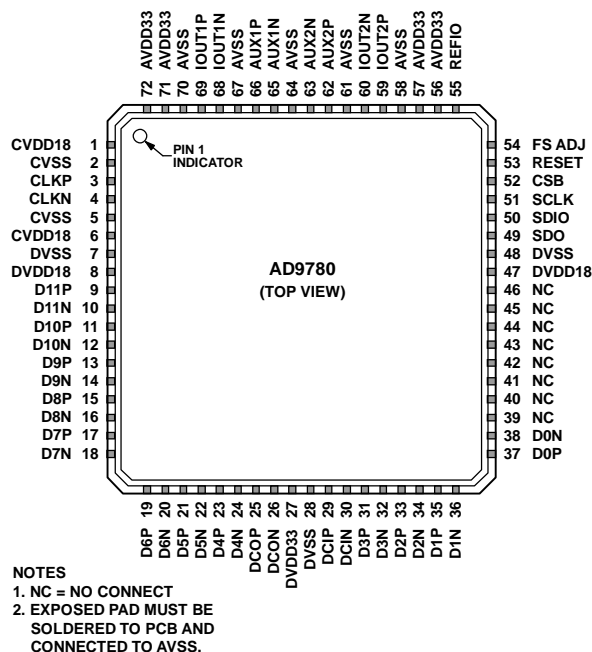 72 AVDD33
71 AVDD33
70 AVSS
69 IOUT1P
68 IOUT1N
67 AVSS
66 AUX1P
65 AUX1N
64 AVSS
63 AUX2N
62 AUX2P
61 AVSS
60 IOUT2N
59 IOUT2P
58 AVSS
57 AVDD33
56 AVDD33
55 REFIO
CVDD18 1
CVSS 2
CLKP 3
CLKN 4
CVSS 5
CVDD18 6
DVSS 7
DVDD18 8
D11P 9
D11N 10
D10P 11
D10N 12
D9P 13
D9N 14
D8P 15
D8N 16
D7P 17
D7N 18
PIN 1
INDICATOR
AD9780
(TOP VIEW)
54 FS ADJ
53 RESET
52 CSB
51 SCLK
50 SDIO
49 SDO
48 DVSS
47 DVDD18
46 NC
45 NC
44 NC
43 NC
42 NC
41 NC
40 NC
39 NC
38 D0N
37 D0P
D6P 19
D6N 20
D5P 21
D5N 22
D4P 23
D4N 24
DCOP 25
DCON 26
DVDD33 27
DVSS 28
DCIP 29
DCIN 30
D3P 31
D3N 32
D2P 33
D2N 34
D1P 35
D1N 36
NOTES
1. NC = NO CONNECT
2. EXPOSED PAD MUST BE
SOLDERED TO PCB AND
CONNECTED TO AVSS.